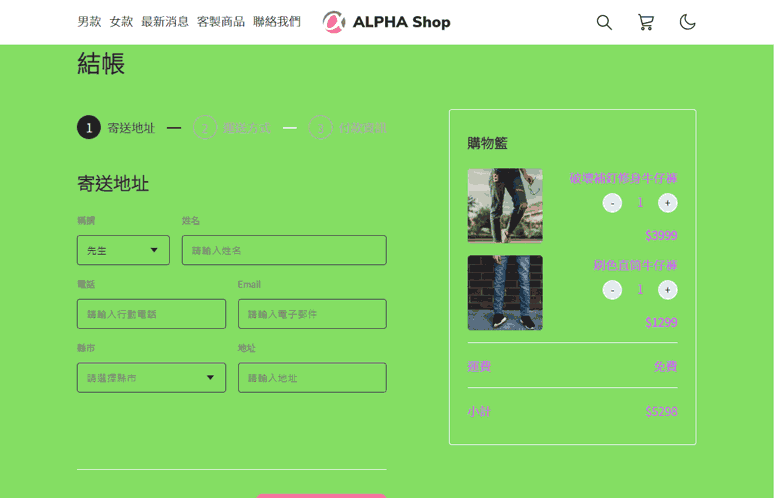 男款 女款 最新消息 客製商品 聯絡我們 ALPHA Shop
結帳
1 寄送地址 2 運送方式 3 付款資訊
寄送地址
稱謂 姓名
先生 請輸入姓名
電話 Email
請輸入行動電話 請輸入電子郵件
縣市 地址
請選擇縣市 請輸入地址
購物籃
破壞補釘修身牛仔褲
- 1 +
$3999
刷色直筒牛仔褲
- 1 +
$1299
運費 免費
小計 $5298